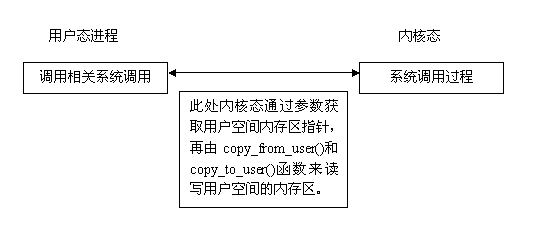 用户态进程
内核态
调用相关系统调用
系统调用过程
此处内核态通过参数获
取用户空间内存区指针，
再由 copy_from_user()和
copy_to_user()函数来读
写用户空间的内存区。